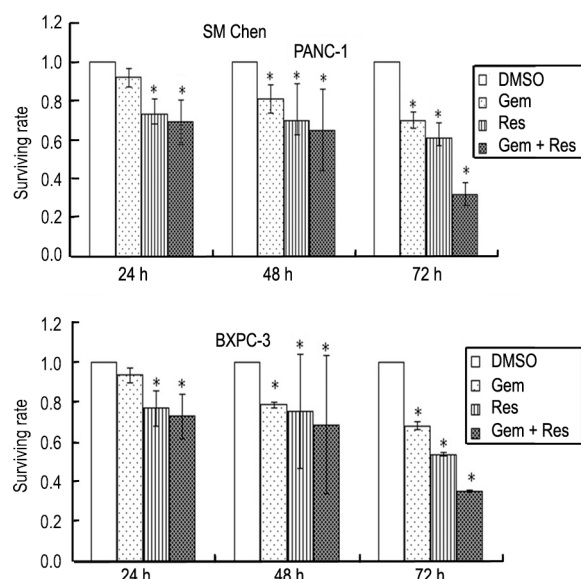 1.2
SM Chen
PANC-1
1.0
0.8
0.6
0.4
0.2
0.0
Surviving rate
* * * * * * * *
24 h 48 h 72 h
DMSO
Gem
Res
Gem + Res
BXPC-3
1.0
1.0
0.8
0.6
0.4
0.2
0.0
Surviving rate
* * * * * * * *
24 h 48 h 72 h
DMSO
Gem
Res
Gem + Res